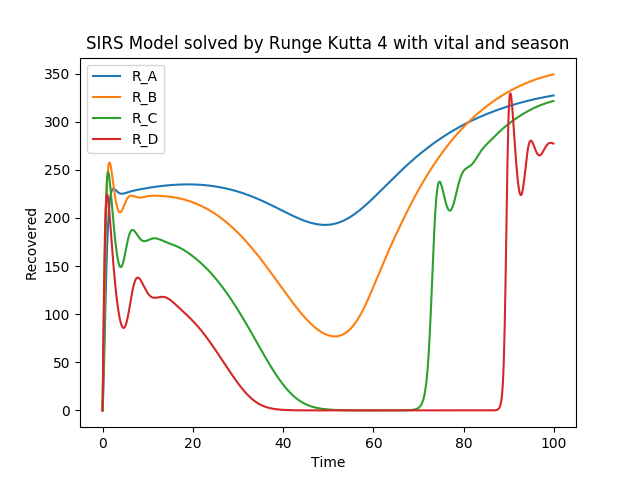 SIRS Model solved by Runge Kutta 4 with vital and season
R_A
R_B
R_C
R_D
350
300
250
200
150
100
50
0
Recovered
0 20 40 60 80 100
Time